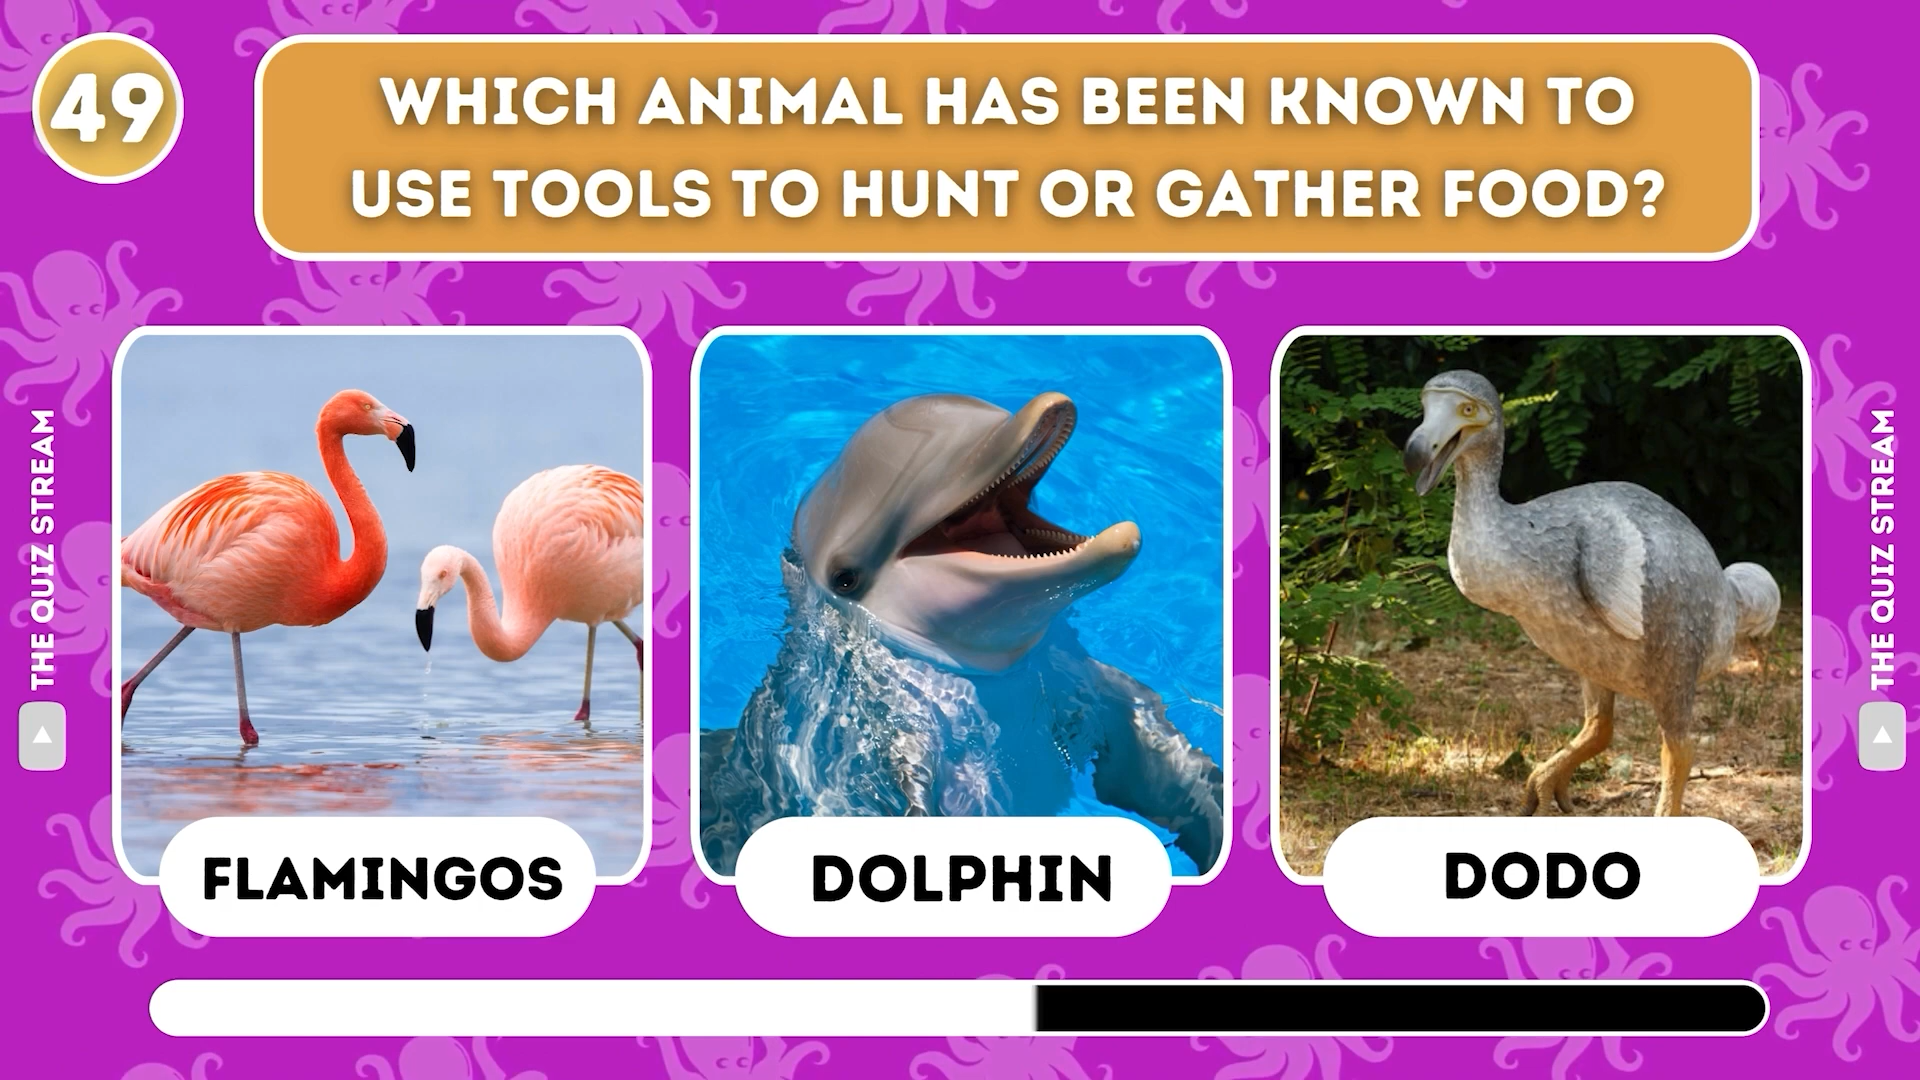 49
WHICH ANIMAL HAS BEEN KNOWN TO
USE TOOLS TO HUNT OR GATHER FOOD?
THE QUIZ STREAM
THE QUIZ STREAM
FLAMINGOS
DOLPHIN
DODO